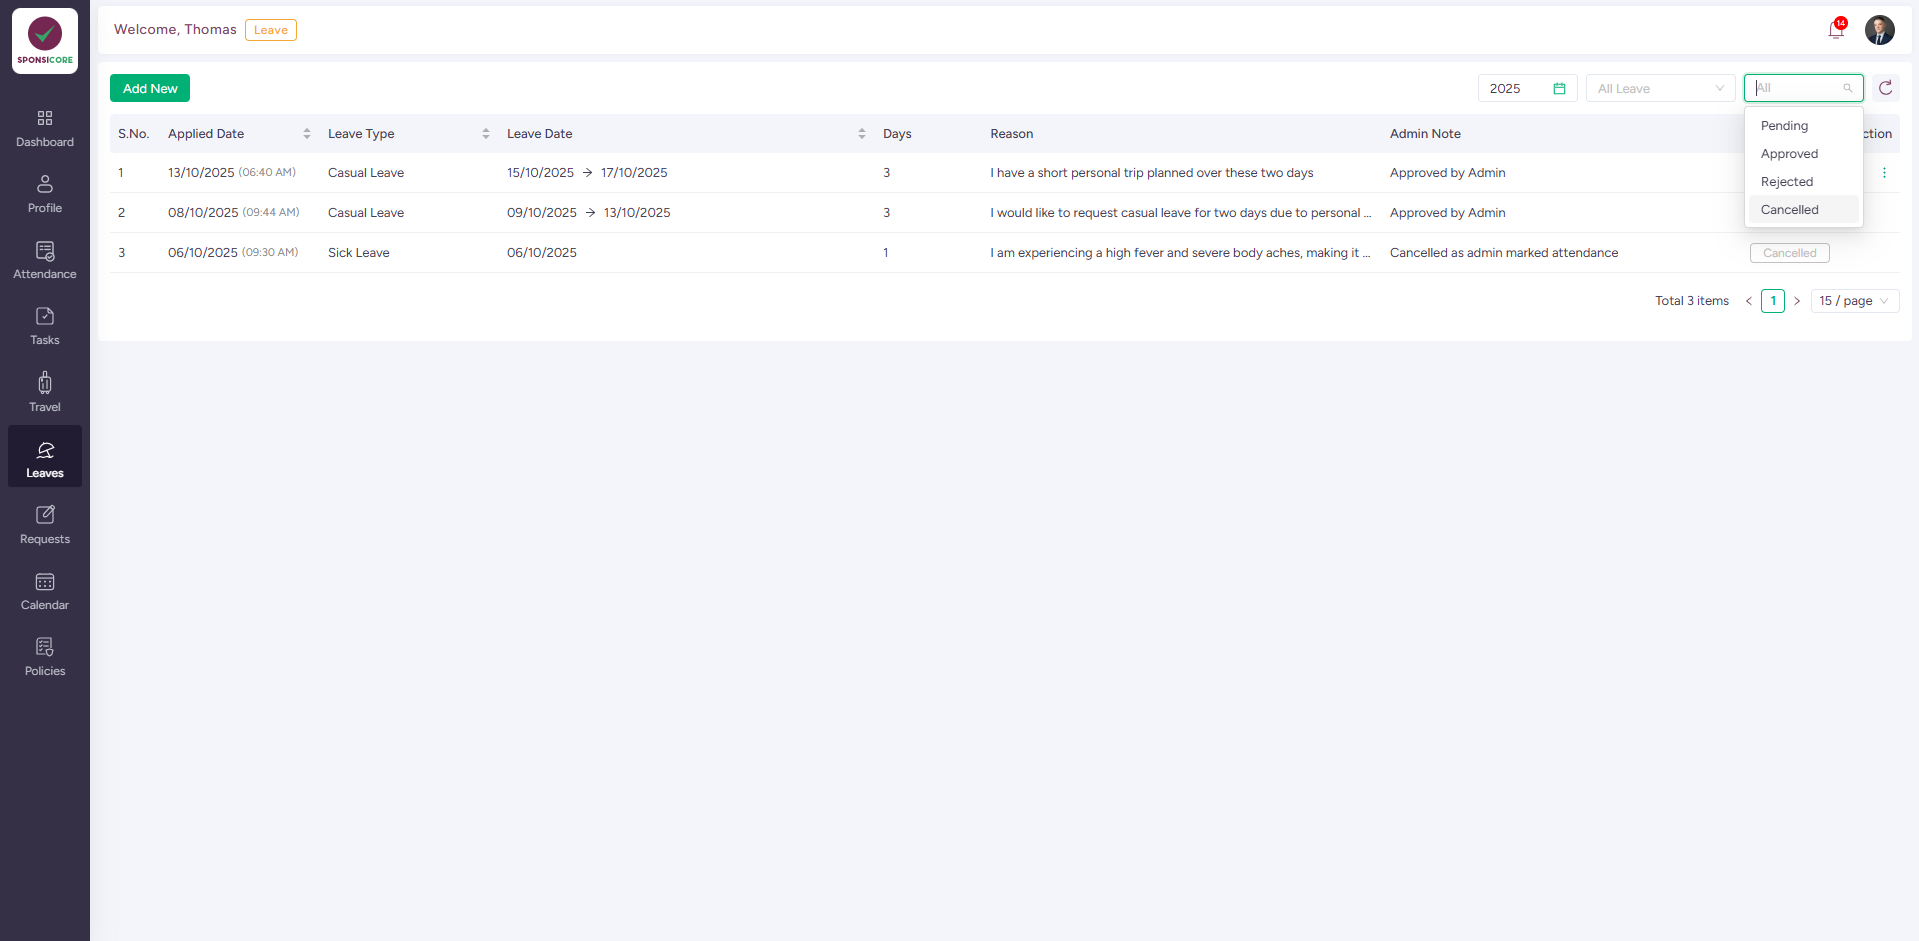 SPONSICORE
Welcome, Thomas Leave
14
Add New
2025 All Leave All
S.No. Applied Date Leave Type Leave Date Days Reason Admin Note ction
Pending
Approved
Rejected
Cancelled
1 13/10/2025 (06:40 AM) Casual Leave 15/10/2025 → 17/10/2025 3 I have a short personal trip planned over these two days Approved by Admin
2 08/10/2025 (09:44 AM) Casual Leave 09/10/2025 → 13/10/2025 3 I would like to request casual leave for two days due to personal ... Approved by Admin
3 06/10/2025 (09:30 AM) Sick Leave 06/10/2025 1 I am experiencing a high fever and severe body aches, making it ... Cancelled as admin marked attendance Cancelled
Total 3 items < 1 > 15 / page
Dashboard
Profile
Attendance
Tasks
Travel
Leaves
Requests
Calendar
Policies